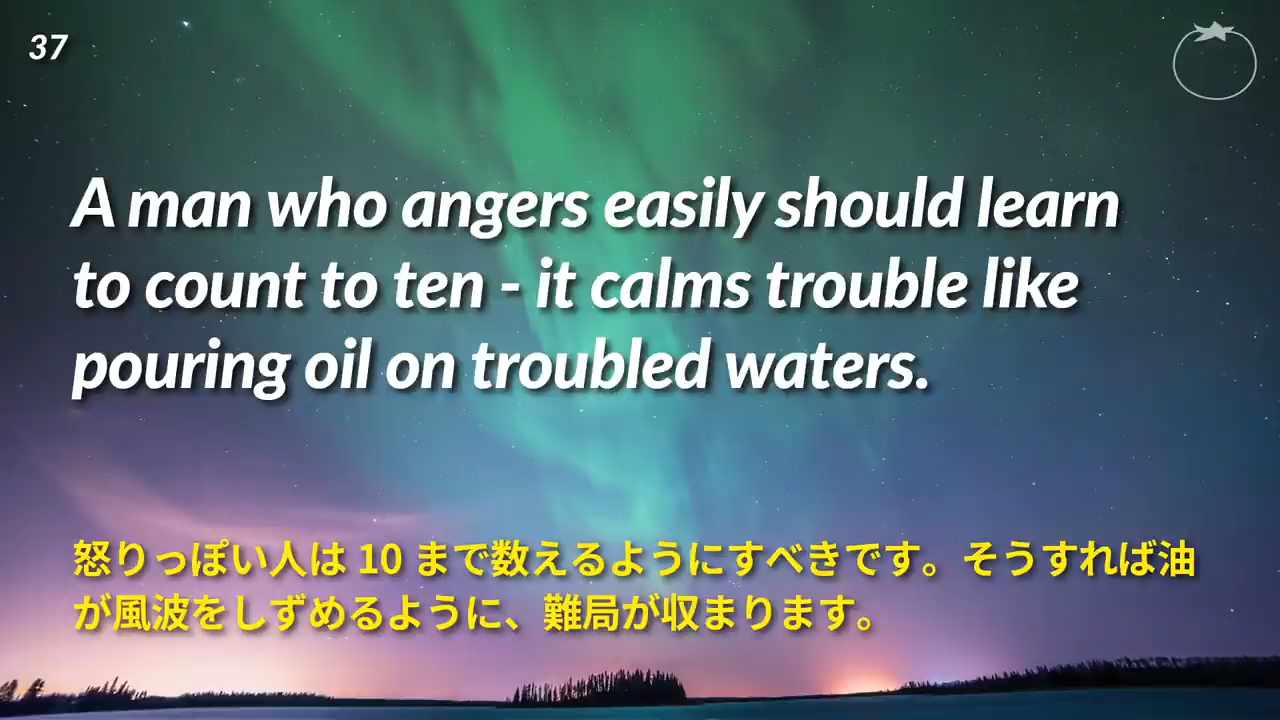 37
A man who angers easily should learn
to count to ten - it calms trouble like
pouring oil on troubled waters.
怒りっぽい人は 10 まで数えるようにすべきです。そうすれば油
が風波をしずめるように、難局が収まります。